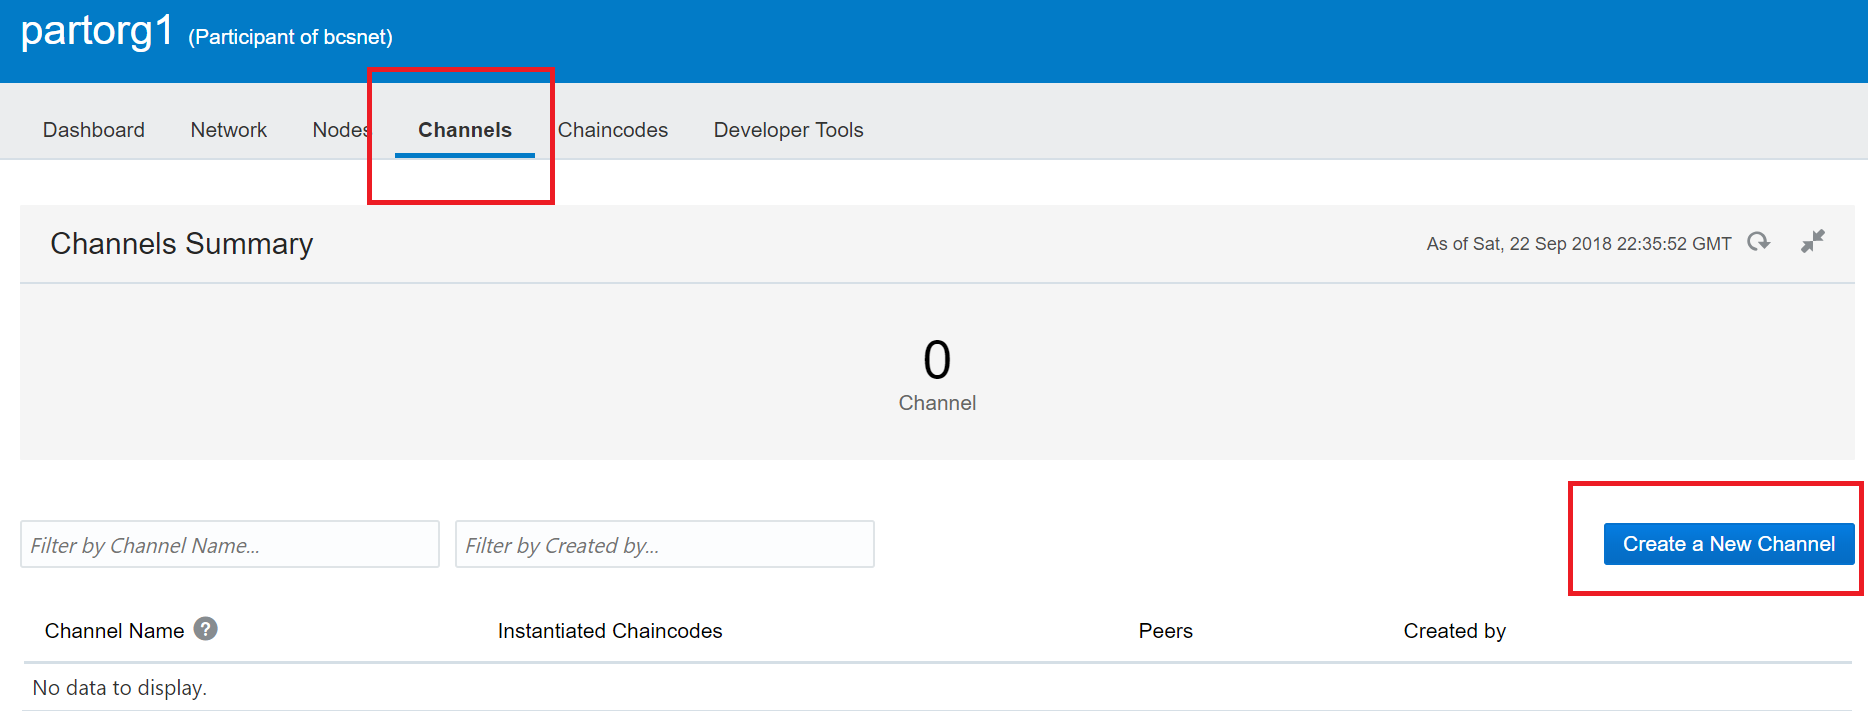 partorg1 (Participant of bcsnet)
Dashboard Network Nodes Channels Chaincodes Developer Tools
Channels Summary As of Sat, 22 Sep 2018 22:35:52 GMT
0
Channel
Filter by Channel Name... Filter by Created by... Create a New Channel
Channel Name ? Instantiated Chaincodes Peers Created by
No data to display.